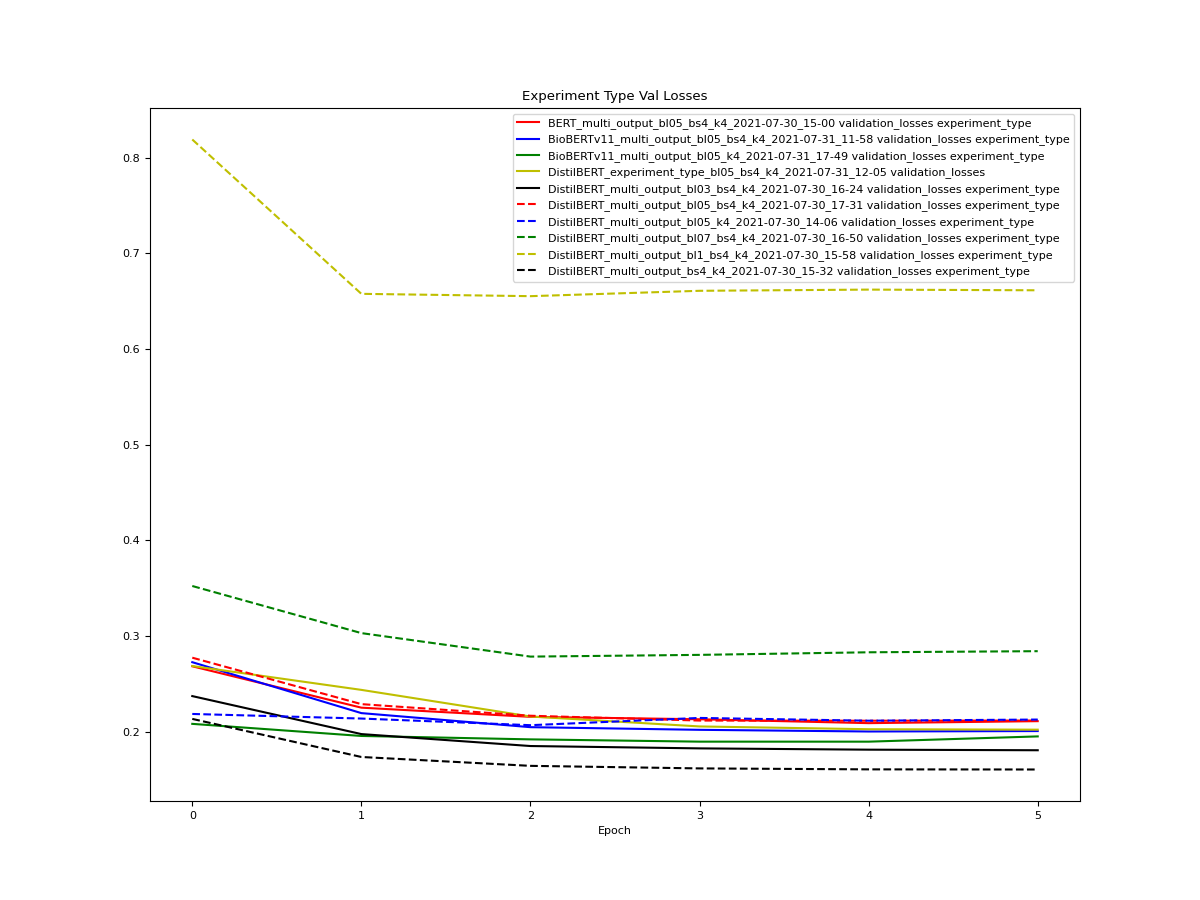 Experiment Type Val Losses
BERT_multi_output_bl05_bs4_k4_2021-07-30_15-00 validation_losses experiment_type
BioBERTv11_multi_output_bl05_bs4_k4_2021-07-31_11-58 validation_losses experiment_type
BioBERTv11_multi_output_bl05_k4_2021-07-31_17-49 validation_losses experiment_type
DistilBERT_experiment_type_bl05_bs4_k4_2021-07-31_12-05 validation_losses
DistilBERT_multi_output_bl03_bs4_k4_2021-07-30_16-24 validation_losses experiment_type
DistilBERT_multi_output_bl05_bs4_k4_2021-07-30_17-31 validation_losses experiment_type
DistilBERT_multi_output_bl05_k4_2021-07-30_14-06 validation_losses experiment_type
DistilBERT_multi_output_bl07_bs4_k4_2021-07-30_16-50 validation_losses experiment_type
DistilBERT_multi_output_bl1_bs4_k4_2021-07-30_15-58 validation_losses experiment_type
DistilBERT_multi_output_bs4_k4_2021-07-30_15-32 validation_losses experiment_type
0.8
0.7
0.6
0.5
0.4
0.3
0.2
0 1 2 3 4 5
Epoch